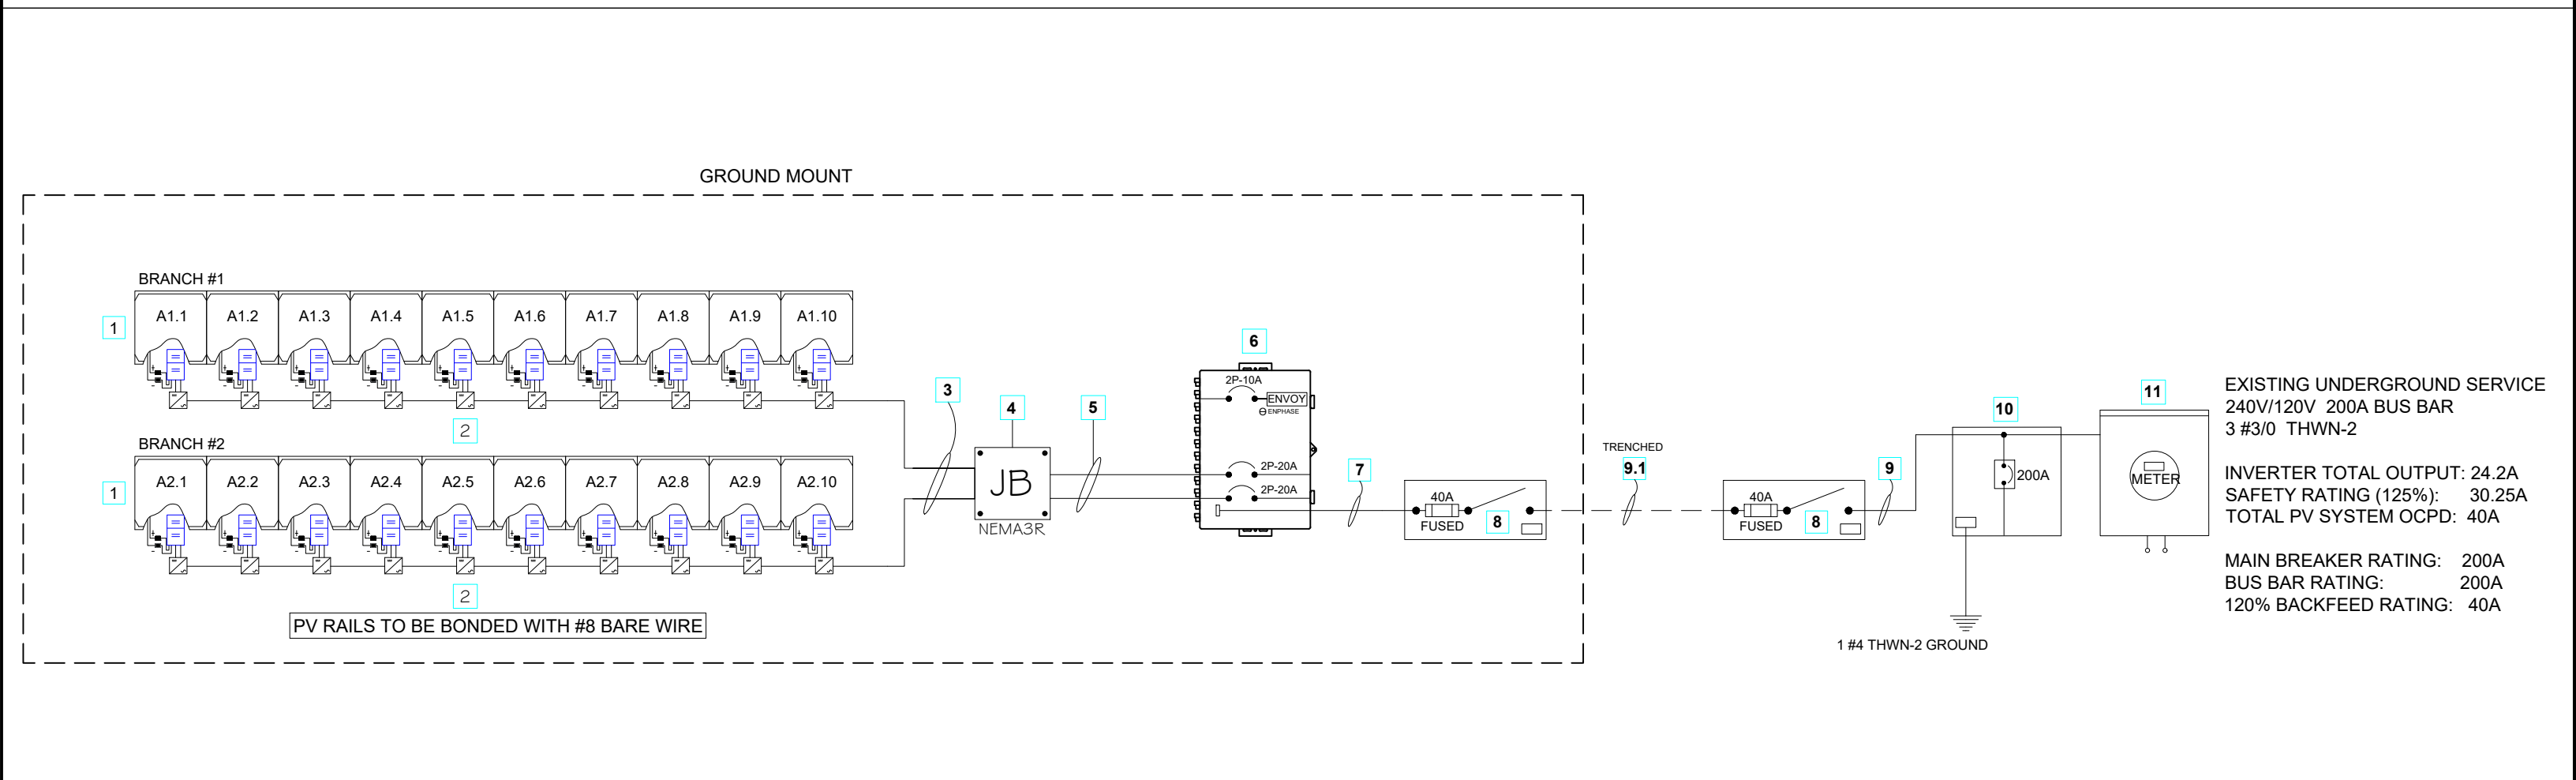 GROUND MOUNT
BRANCH #1
1
A1.1 A1.2 A1.3 A1.4 A1.5 A1.6 A1.7 A1.8 A1.9 A1.10
2
BRANCH #2
1
A2.1 A2.2 A2.3 A2.4 A2.5 A2.6 A2.7 A2.8 A2.9 A2.10
2
PV RAILS TO BE BONDED WITH #8 BARE WIRE
3
4
JB
NEMA3R
5
6
2P-10A
ENVOY
ENPHASE
2P-20A
2P-20A
7
40A
FUSED
8
TRENCHED
9.1
40A
FUSED
8
9
10
200A
1 #4 THWN-2 GROUND
11
METER
EXISTING UNDERGROUND SERVICE
240V/120V 200A BUS BAR
3 #3/0 THWN-2
INVERTER TOTAL OUTPUT: 24.2A
SAFETY RATING (125%): 30.25A
TOTAL PV SYSTEM OCPD: 40A
MAIN BREAKER RATING: 200A
BUS BAR RATING: 200A
120% BACKFEED RATING: 40A